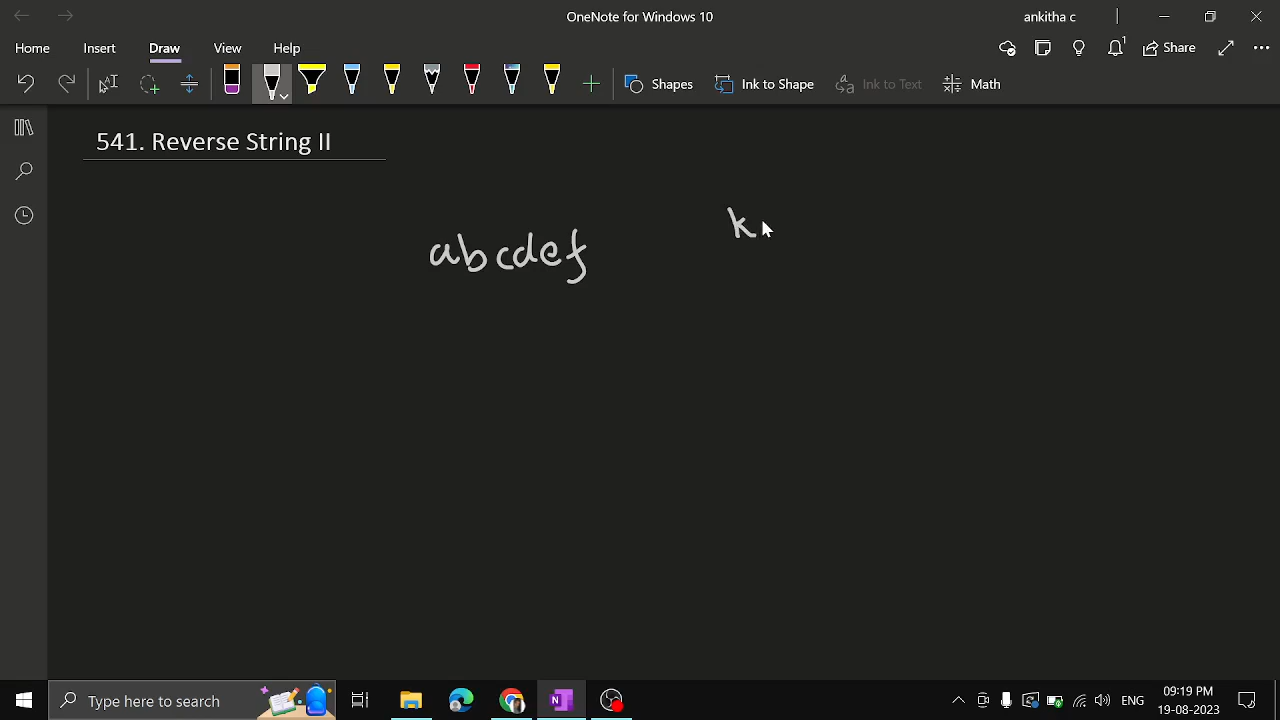 OneNote for Windows 10
ankitha c
Home Insert Draw View Help
Share
Shapes Ink to Shape Ink to Text Math
541. Reverse String II
k
abcdef
Type here to search
ENG
09:19 PM
19-08-2023